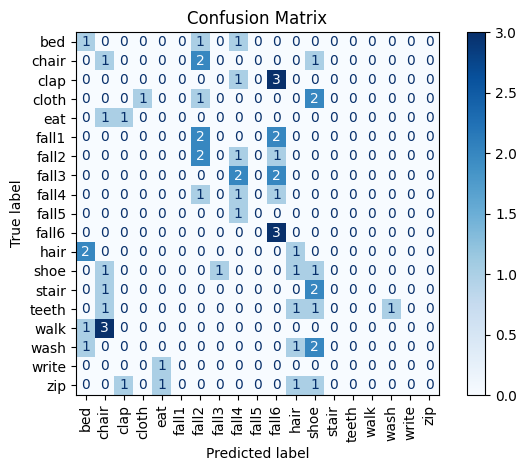 Confusion Matrix
True label
bed 1 0 0 0 0 0 1 0 1 0 0 0 0 0 0 0 0 0 0
chair 0 1 0 0 0 0 2 0 0 0 0 0 1 0 0 0 0 0 0
clap 0 0 0 0 0 0 0 0 1 0 3 0 0 0 0 0 0 0 0
cloth 0 0 0 1 0 0 1 0 0 0 0 0 2 0 0 0 0 0 0
eat 0 1 1 0 0 0 0 0 0 0 0 0 0 0 0 0 0 0 0
fall1 0 0 0 0 0 0 2 0 0 0 2 0 0 0 0 0 0 0 0
fall2 0 0 0 0 0 0 2 0 1 0 1 0 0 0 0 0 0 0 0
fall3 0 0 0 0 0 0 0 0 2 0 2 0 0 0 0 0 0 0 0
fall4 0 0 0 0 0 0 1 0 1 0 1 0 0 0 0 0 0 0 0
fall5 0 0 0 0 0 0 0 0 1 0 0 0 0 0 0 0 0 0 0
fall6 0 0 0 0 0 0 0 0 0 0 3 0 0 0 0 0 0 0 0
hair 2 0 0 0 0 0 0 0 0 0 0 1 0 0 0 0 0 0 0
shoe 0 1 0 0 0 0 0 1 0 0 0 1 1 0 0 0 0 0 0
stair 0 1 0 0 0 0 0 0 0 0 0 0 2 0 0 0 0 0 0
teeth 0 1 0 0 0 0 0 0 0 0 0 1 1 0 0 0 1 0 0
walk 1 3 0 0 0 0 0 0 0 0 0 0 0 0 0 0 0 0 0
wash 1 0 0 0 0 0 0 0 0 0 0 1 2 0 0 0 0 0 0
write 0 0 0 0 1 0 0 0 0 0 0 0 0 0 0 0 0 0 0
zip 0 0 1 0 1 0 0 0 0 0 0 1 1 0 0 0 0 0 0
bed chair clap cloth eat fall1 fall2 fall3 fall4 fall5 fall6 hair shoe stair teeth walk wash write zip
Predicted label
3.0
2.5
2.0
1.5
1.0
0.5
0.0